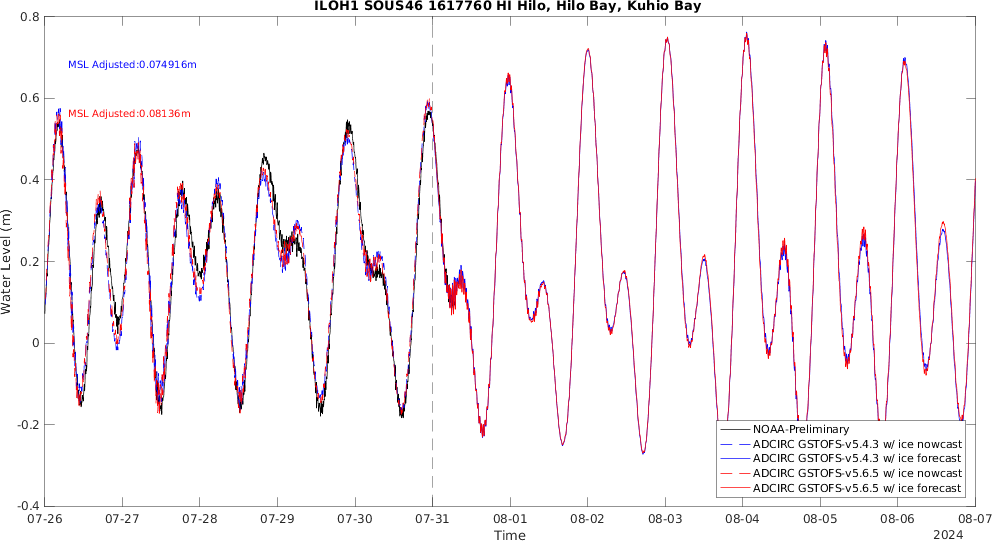 ILOH1 SOUS46 1617760 HI Hilo, Hilo Bay, Kuhio Bay
0.8
0.6
0.4
0.2
0
-0.2
-0.4
Water Level (m)
MSL Adjusted:0.074916m
MSL Adjusted:0.08136m
NOAA-Preliminary
ADCIRC GSTOFS-v5.4.3 w/ ice nowcast
ADCIRC GSTOFS-v5.4.3 w/ ice forecast
ADCIRC GSTOFS-v5.6.5 w/ ice nowcast
ADCIRC GSTOFS-v5.6.5 w/ ice forecast
07-26 07-27 07-28 07-29 07-30 07-31 08-01 08-02 08-03 08-04 08-05 08-06 08-07
Time
2024